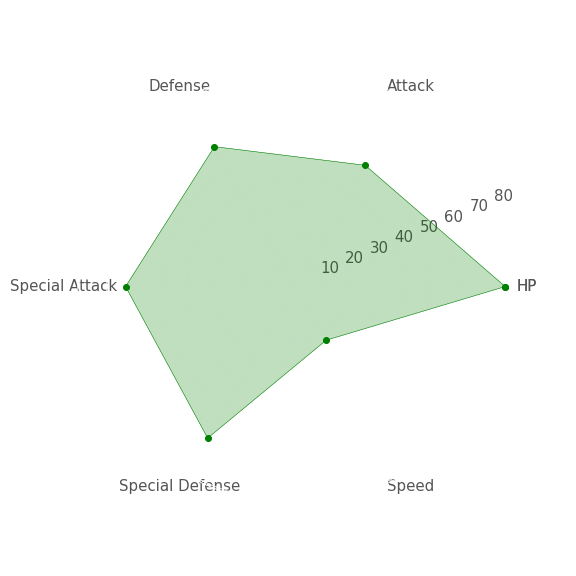 Defense
Attack
80
70
60
50
40
30
20
10
Special Attack
HP
Special Defense
Speed